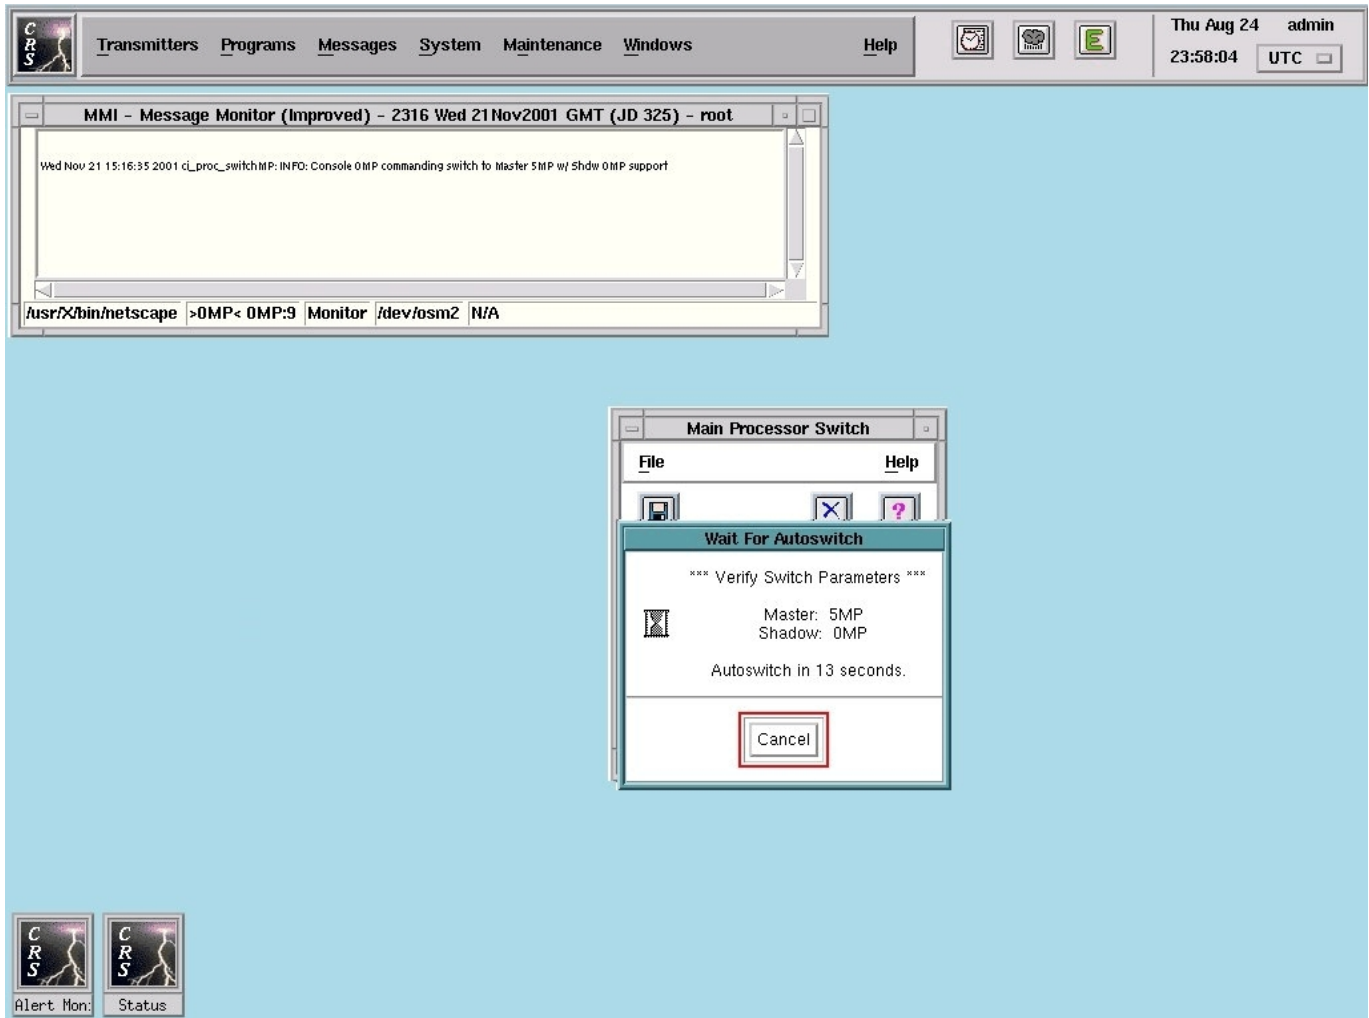 CRS
Transmitters Programs Messages System Maintenance Windows Help
E
Thu Aug 24 admin
23:58:04 UTC
MMI - Message Monitor (Improved) - 2316 Wed 21Nov2001 GMT (JD 325) - root
Wed Nov 21 15:16:35 2001 ci_proc_switchMP: INFO: Console 0MP commanding switch to Master 5MP w/ Shdw 0MP support
/usr/X/bin/netscape >0MP< 0MP:9 Monitor /dev/osm2 N/A
Main Processor Switch
File Help
?
Wait For Autoswitch
*** Verify Switch Parameters ***
Master: 5MP
Shadow: 0MP
Autoswitch in 13 seconds.
Cancel
CRS
Alert Mon:
CRS
Status